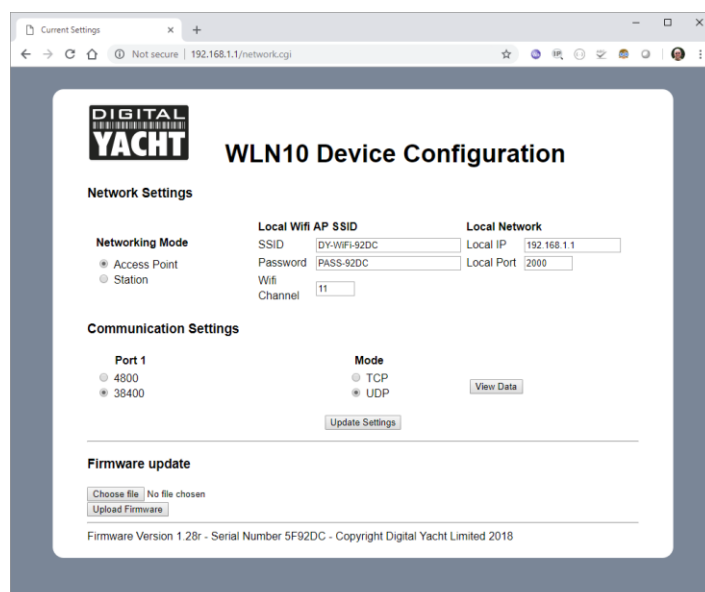 Current Settings
Not secure | 192.168.1.1/network.cgi
DIGITAL
YACHT
WLN10 Device Configuration
Network Settings
Local Wifi AP SSID Local Network
Networking Mode SSID DY-WiFi-92DC Local IP 192.168.1.1
Access Point Password PASS-92DC Local Port 2000
Station Wifi Channel 11
Communication Settings
Port 1 Mode
4800 TCP
38400 UDP View Data
Update Settings
Firmware update
Choose file No file chosen
Upload Firmware
Firmware Version 1.28r - Serial Number 5F92DC - Copyright Digital Yacht Limited 2018